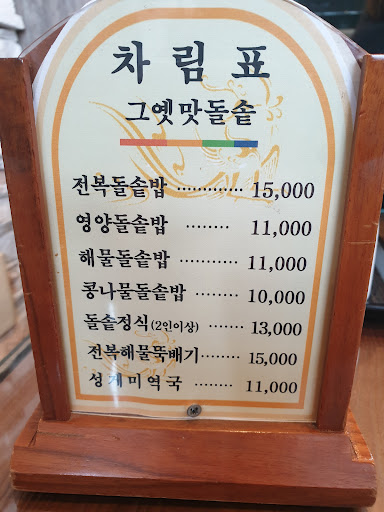 차림표
그옛맛돌솥
전복돌솥밥 ............. 15,000
영양돌솥밥 ......... 11,000
해물돌솥밥 ............ 11,000
콩나물돌솥밥 ........ 10,000
돌솥정식(2인이상) ....... 13,000
전복해물뚝배기 ........ 15,000
성게미역국 ........ 11,000